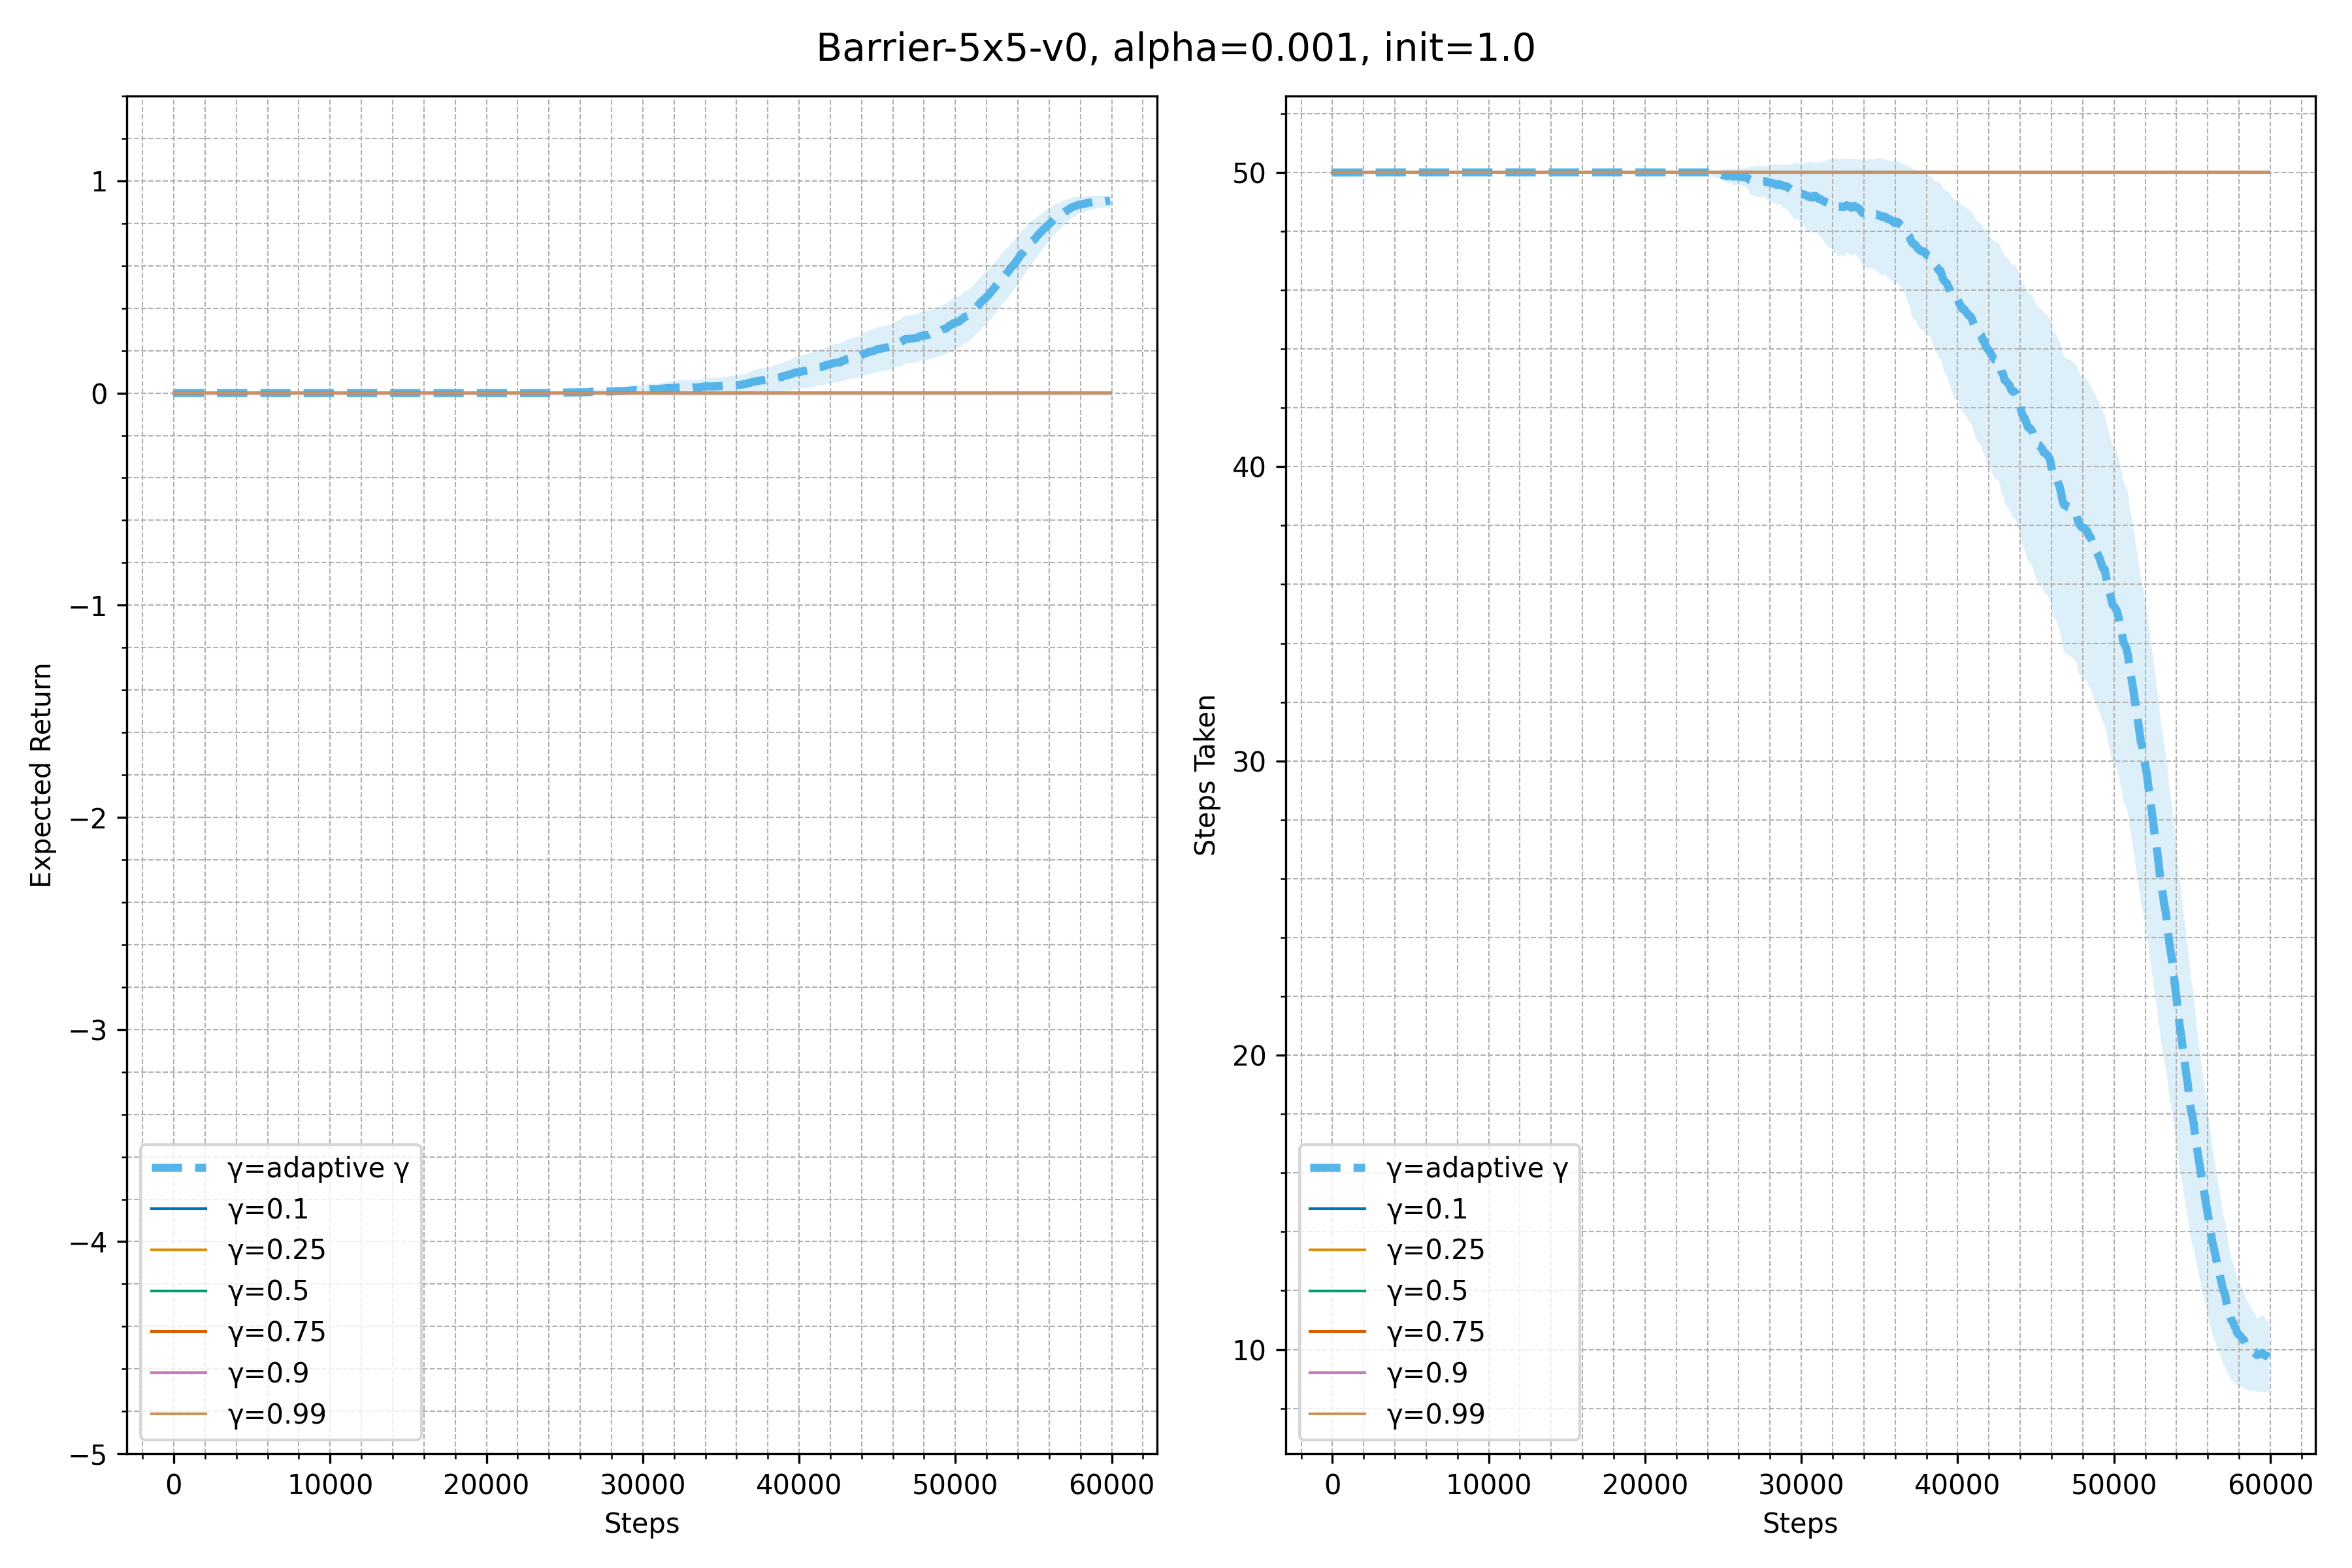 Barrier-5x5-v0, alpha=0.001, init=1.0
Expected Return
1
0
−1
−2
−3
−4
−5
γ=adaptive γ
γ=0.1
γ=0.25
γ=0.5
γ=0.75
γ=0.9
γ=0.99
0 10000 20000 30000 40000 50000 60000
Steps
Steps Taken
50
40
30
20
10
γ=adaptive γ
γ=0.1
γ=0.25
γ=0.5
γ=0.75
γ=0.9
γ=0.99
0 10000 20000 30000 40000 50000 60000
Steps